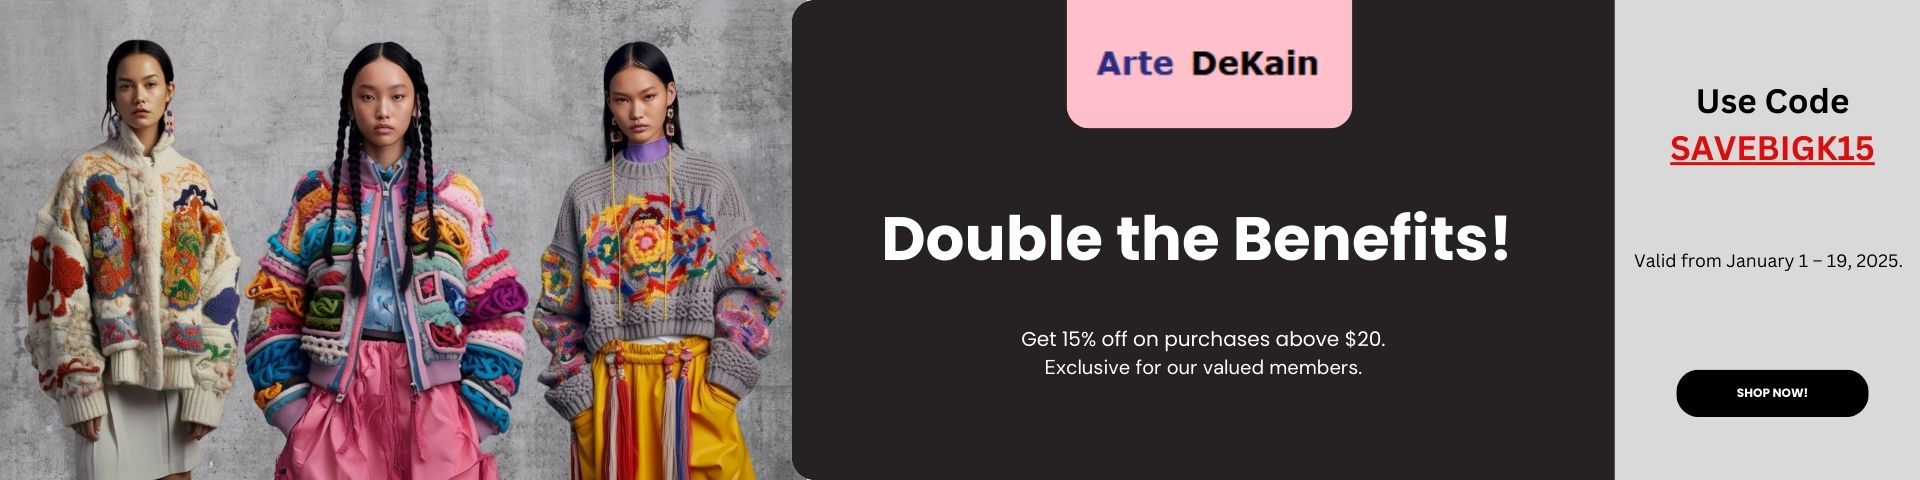 Arte DeKain
Double the Benefits!
Get 15% off on purchases above $20.
Exclusive for our valued members.
Use Code
SAVEBIGK15
Valid from January 1 – 19, 2025.
SHOP NOW!